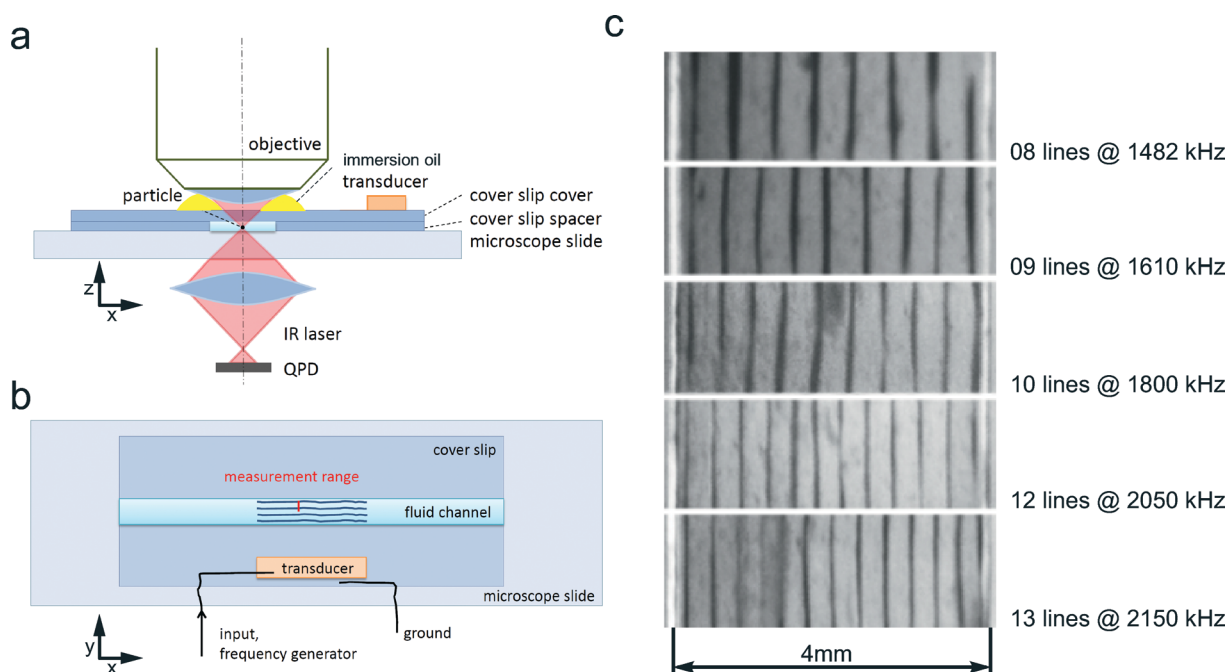 a
objective
immersion oil
transducer
particle
cover slip cover
cover slip spacer
microscope slide
z
x
IR laser
QPD
b
cover slip
measurement range
fluid channel
transducer
microscope slide
y
x
input,
frequency generator
ground
c
08 lines @ 1482 kHz
09 lines @ 1610 kHz
10 lines @ 1800 kHz
12 lines @ 2050 kHz
13 lines @ 2150 kHz
4mm